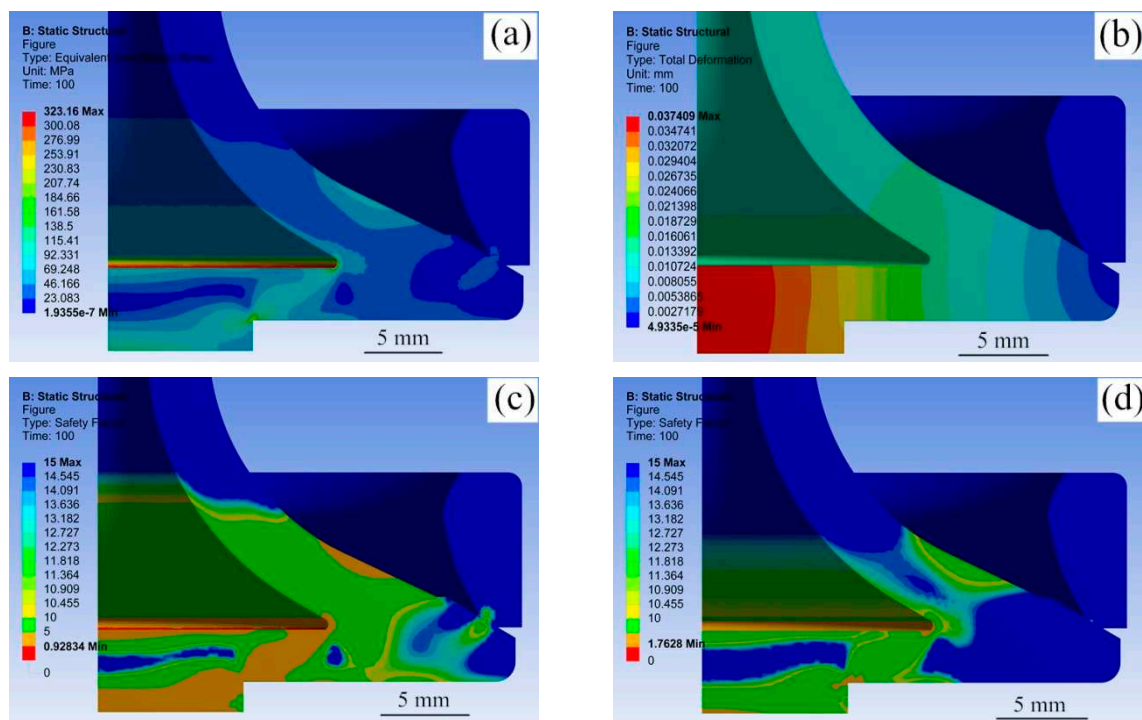 (a)
B: Static Structural
Figure
Type: Equivalent
Unit: MPa
Time: 100
323.16 Max
300.08
276.99
253.91
230.83
207.74
184.66
161.58
138.5
115.41
92.331
69.248
46.166
23.083
1.9355e-7 Min
5 mm
(b)
B: Static Structural
Figure
Type: Total Deformation
Unit: mm
Time: 100
0.037409 Max
0.034741
0.032072
0.029404
0.026735
0.024066
0.021398
0.018729
0.016061
0.013392
0.010724
0.008055
0.0053865
0.0027179
4.9335e-5 Min
5 mm
(c)
B: Static Structural
Figure
Type: Safety
Time: 100
15 Max
14.545
14.091
13.636
13.182
12.727
12.273
11.818
11.364
10.909
10.455
10
5
0.92834 Min
0
5 mm
(d)
B: Static Structural
Figure
Type: Safety Factor
Time: 100
15 Max
14.545
14.091
13.636
13.182
12.727
12.273
11.818
11.364
10.909
10.455
10
5
1.7628 Min
0
5 mm